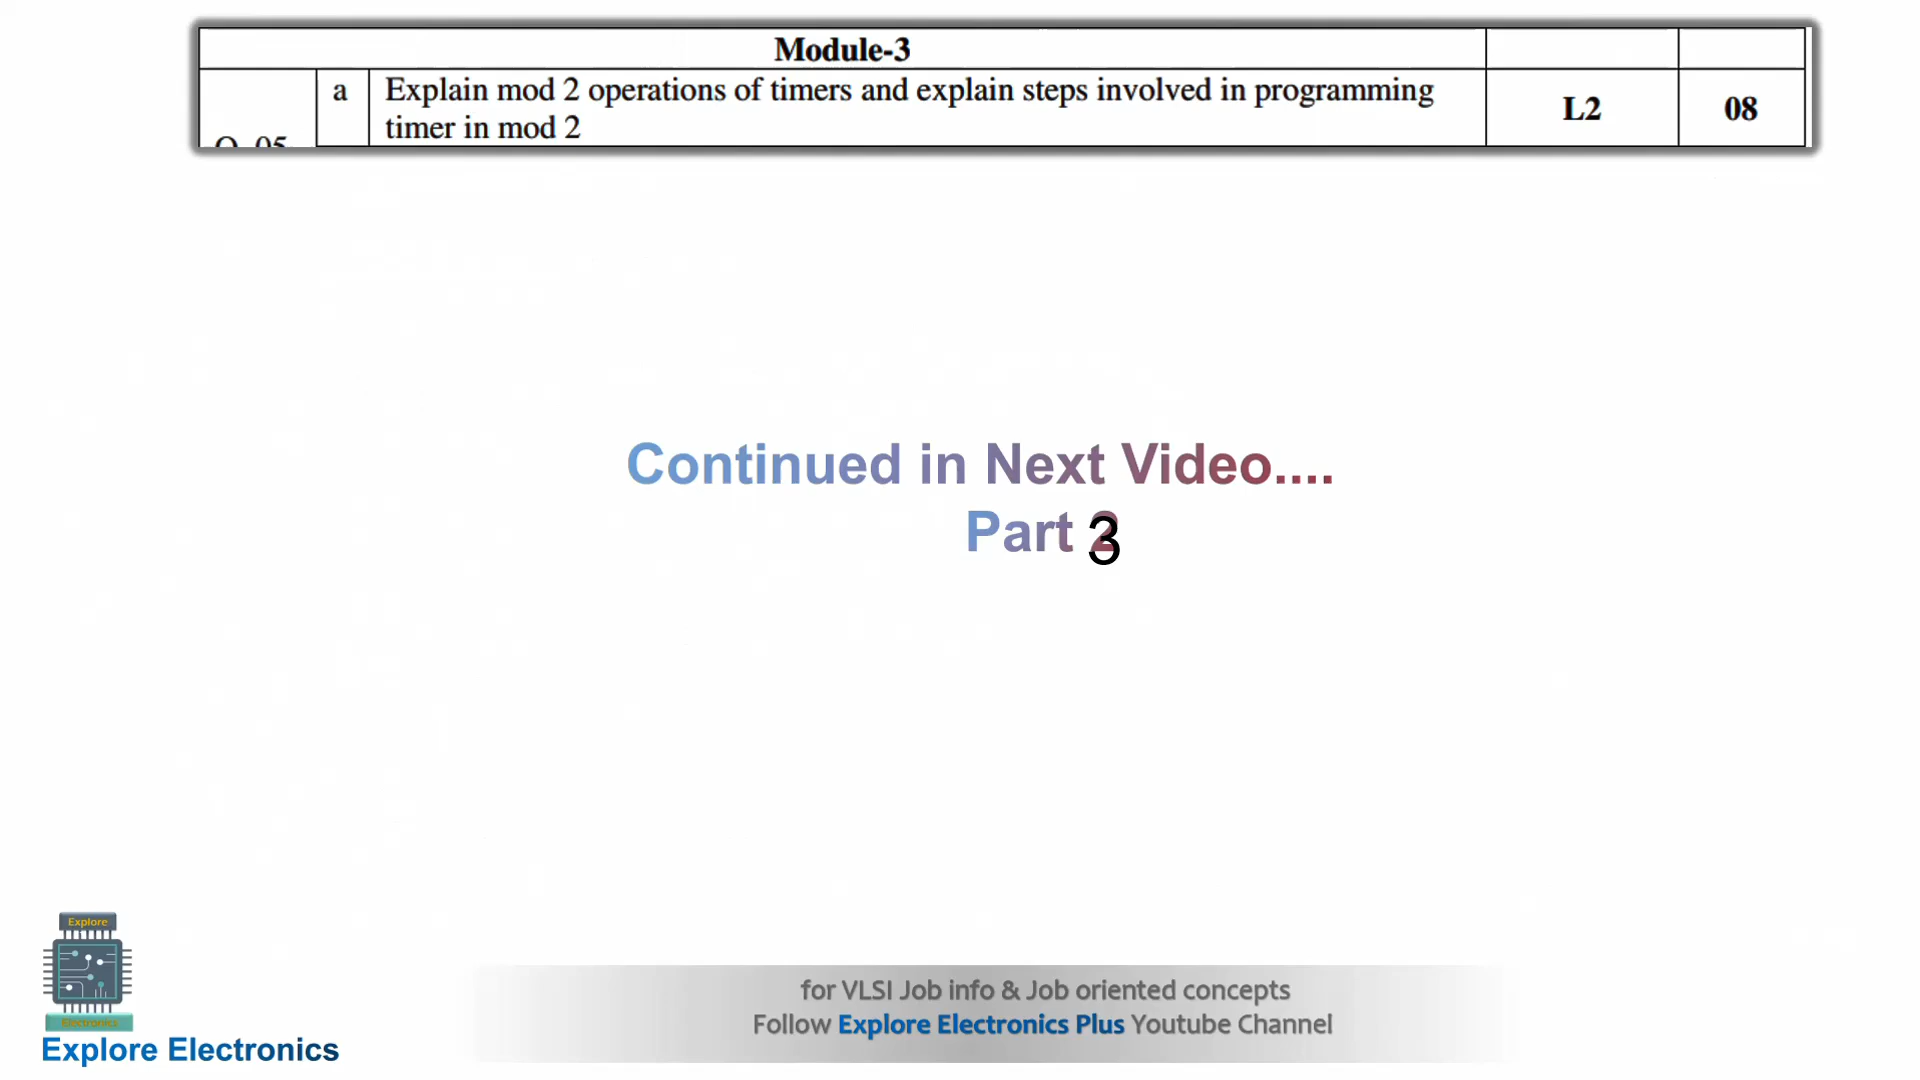 Module-3
a Explain mod 2 operations of timers and explain steps involved in programming
timer in mod 2
L2 08
Q. 05
Continued in Next Video....
Part 3
Explore
Electronics
Explore Electronics
for VLSI Job info & Job oriented concepts
Follow Explore Electronics Plus Youtube Channel